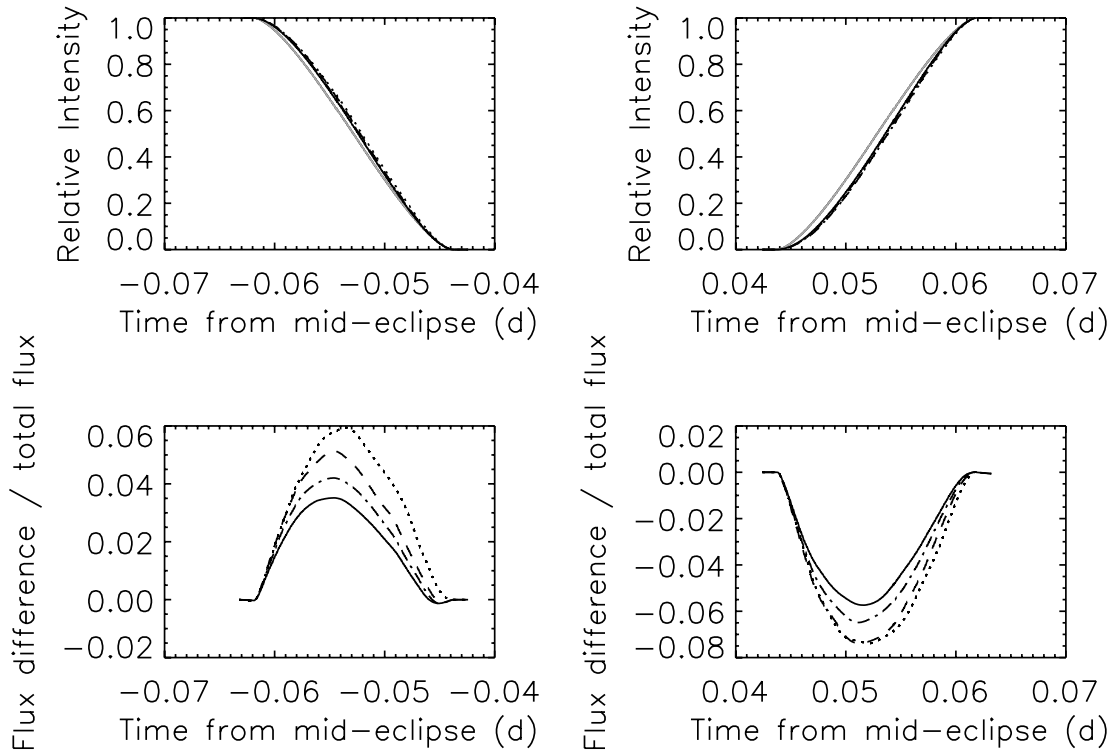 Relative Intensity
1.0
0.8
0.6
0.4
0.2
0.0
−0.07 −0.06 −0.05 −0.04
Time from mid−eclipse (d)
Relative Intensity
1.0
0.8
0.6
0.4
0.2
0.0
0.04 0.05 0.06 0.07
Time from mid−eclipse (d)
Flux difference / total flux
0.06
0.04
0.02
0.00
−0.02
−0.07 −0.06 −0.05 −0.04
Time from mid−eclipse (d)
Flux difference / total flux
0.02
0.00
−0.02
−0.04
−0.06
−0.08
0.04 0.05 0.06 0.07
Time from mid−eclipse (d)